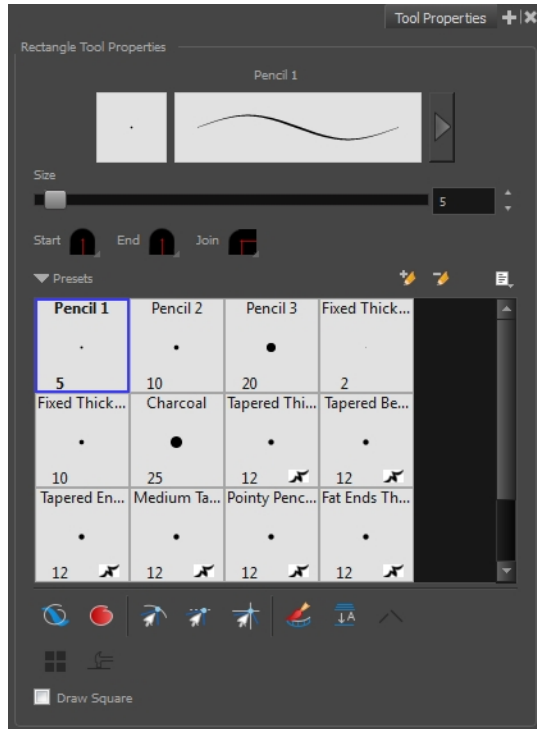 Tool Properties
Rectangle Tool Properties
Pencil 1
Size
5
Start End Join
Presets
Pencil 1 Pencil 2 Pencil 3 Fixed Thick...
5 10 20 2
Fixed Thick... Charcoal Tapered Thi... Tapered Be...
10 25 12 12
Tapered En... Medium Ta... Pointy Penc... Fat Ends Th...
12 12 12 12
A
Draw Square